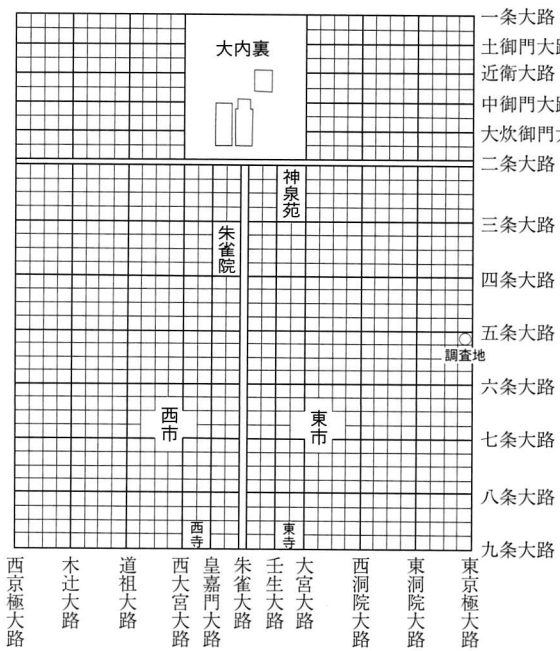 一条大路
土御門大路
近衛大路
中御門大路
大炊御門大
二条大路
三条大路
四条大路
五条大路
六条大路
七条大路
八条大路
九条大路
大内裏
神泉苑
朱雀院
調査地
西市
東市
西寺
東寺
西京極大路
木辻大路
道祖大路
西大宮大路
皇嘉門大路
朱雀大路
壬生大路
大宮大路
西洞院大路
東洞院大路
東京極大路